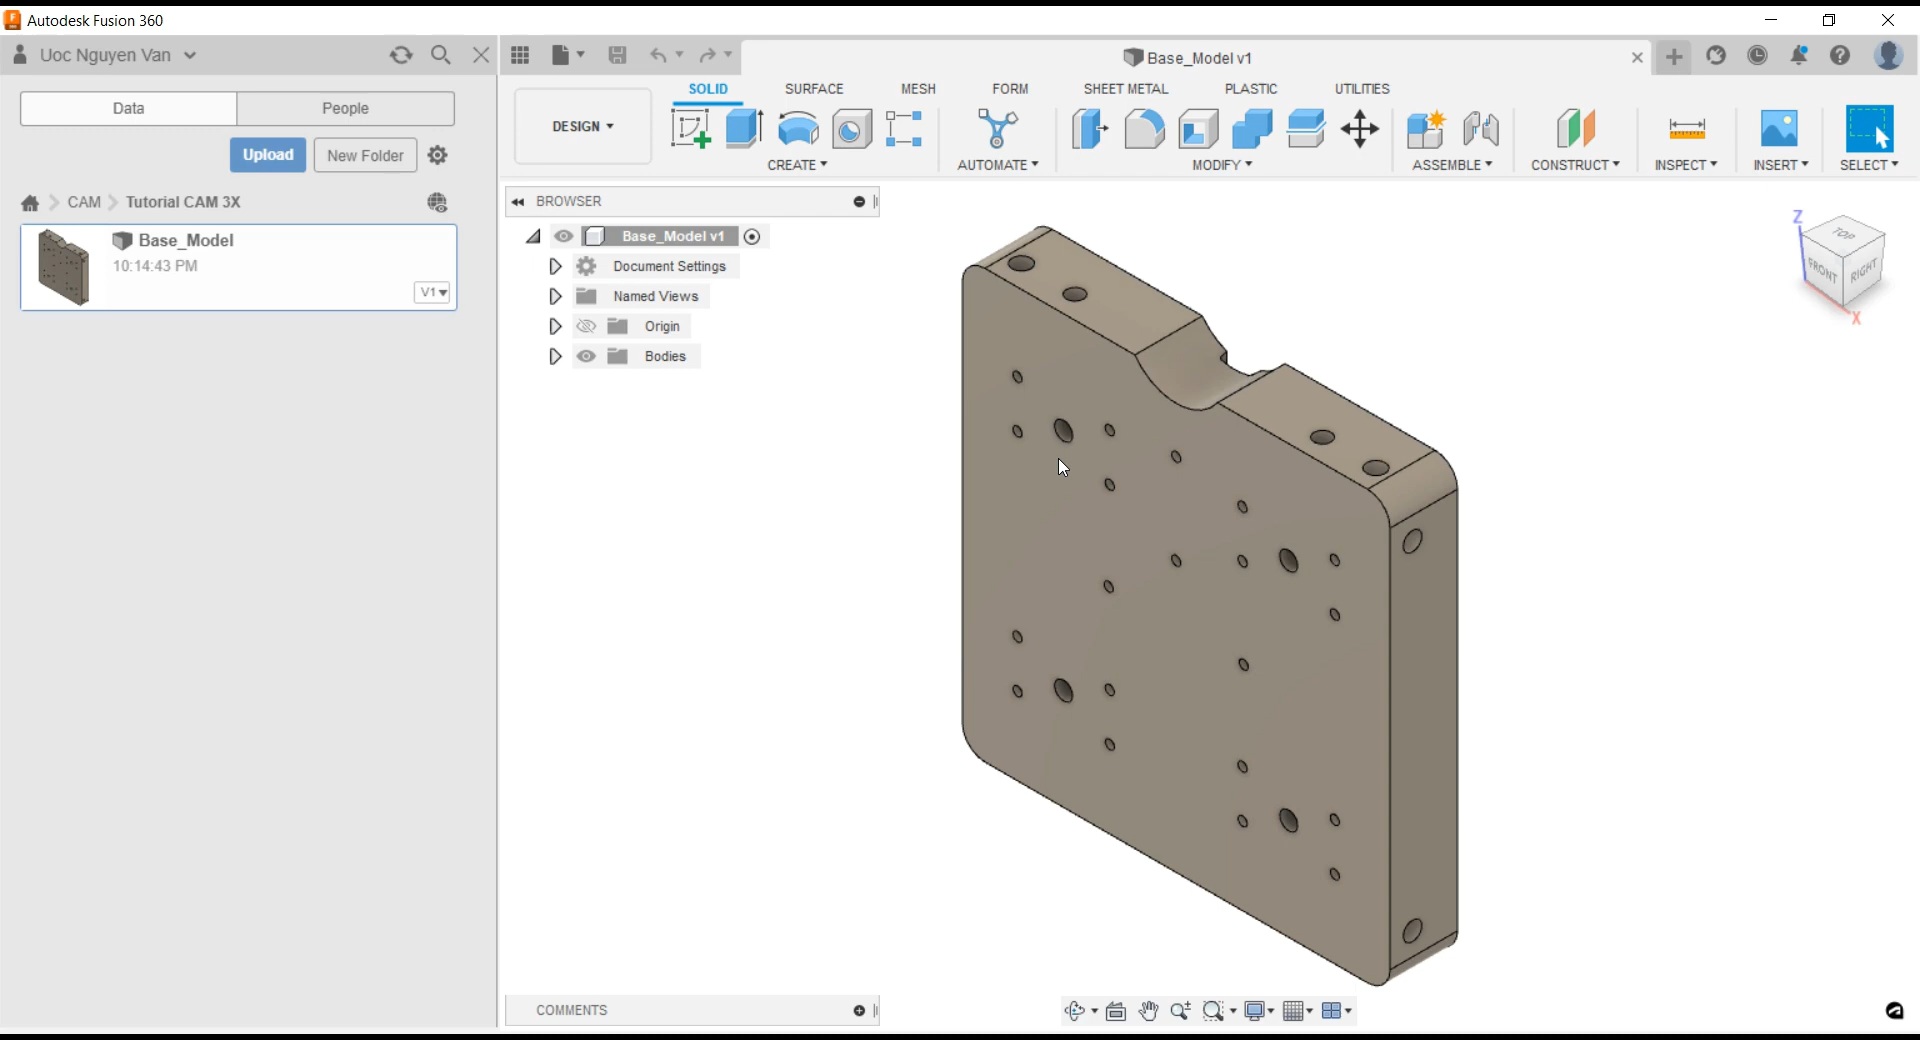 Autodesk Fusion 360
Uoc Nguyen Van
Base_Model v1
Data People
Upload New Folder
CAM Tutorial CAM 3X
Base_Model
10:14:43 PM
V1
DESIGN
SOLID SURFACE MESH FORM SHEET METAL PLASTIC UTILITIES
CREATE AUTOMATE MODIFY ASSEMBLE CONSTRUCT INSPECT INSERT SELECT
BROWSER
Base_Model v1
Document Settings
Named Views
Origin
Bodies
Z
TOP
FRONT RIGHT
X
COMMENTS